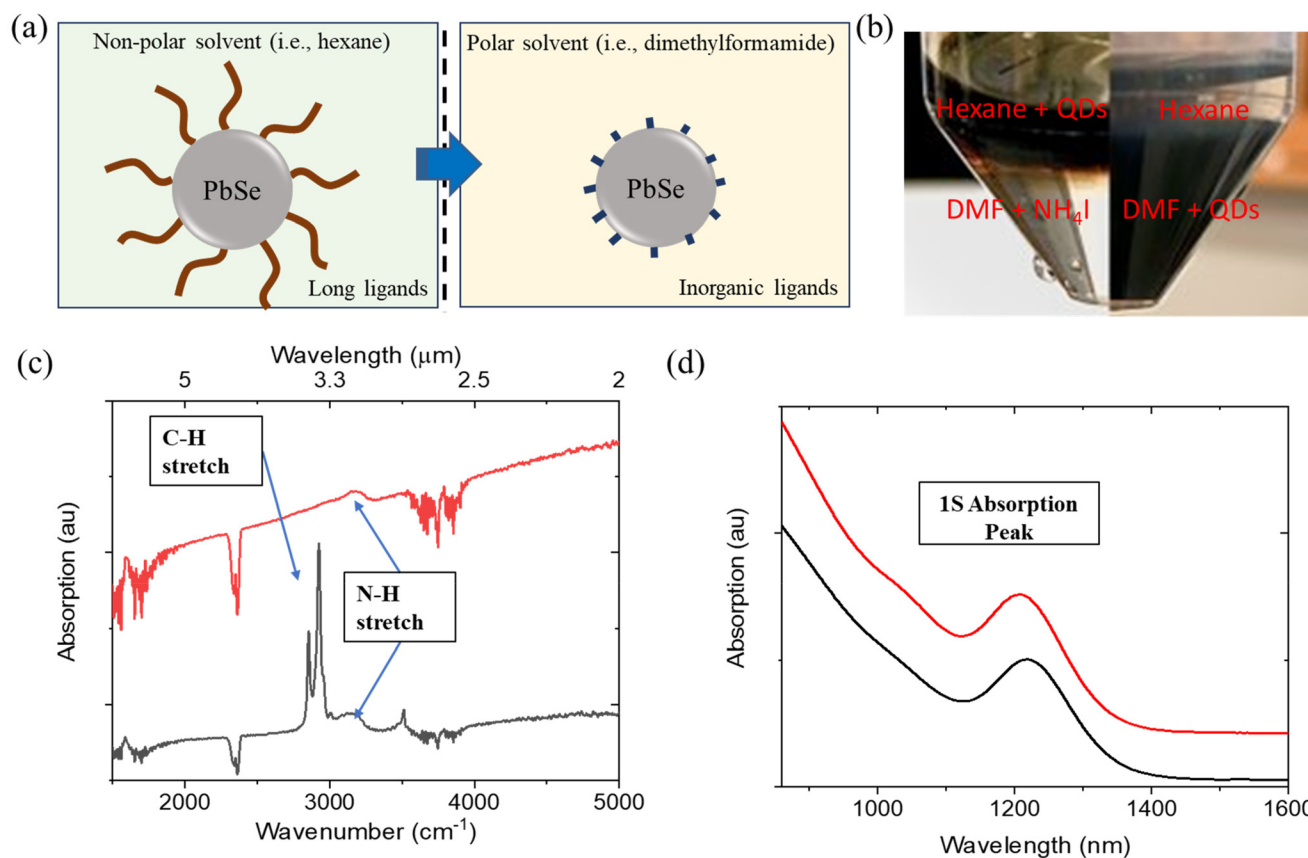 (a)
Non-polar solvent (i.e., hexane)
PbSe
Long ligands
Polar solvent (i.e., dimethylformamide)
PbSe
Inorganic ligands
(b)
Hexane + QDs
Hexane
DMF + NH₄I
DMF + QDs
(c)
Wavelength (μm)
5
3.3
2.5
2
C-H
stretch
N-H
stretch
Absorption (au)
2000
3000
4000
5000
Wavenumber (cm⁻¹)
(d)
1S Absorption
Peak
Absorption (au)
1000
1200
1400
1600
Wavelength (nm)